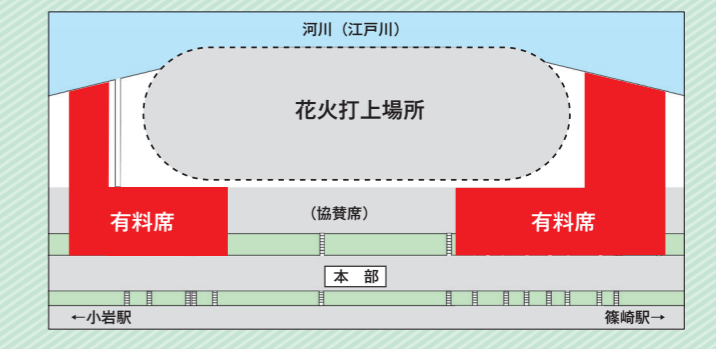 河川（江戸川）
花火打上場所
（協賛席）
有料席
有料席
本 部
←小岩駅
篠崎駅→